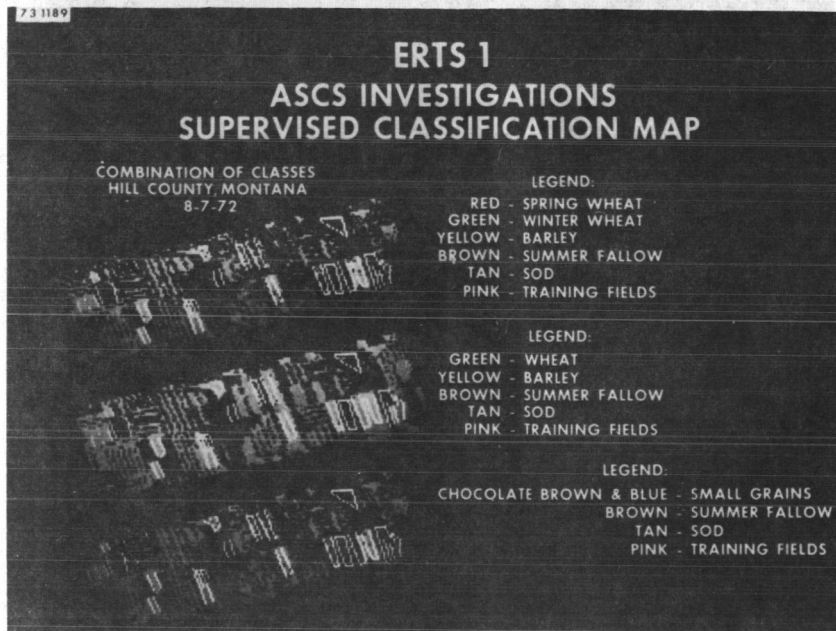 73 1189
ERTS 1
ASCS INVESTIGATIONS
SUPERVISED CLASSIFICATION MAP
COMBINATION OF CLASSES
HILL COUNTY, MONTANA
8-7-72
LEGEND:
RED - SPRING WHEAT
GREEN - WINTER WHEAT
YELLOW - BARLEY
BROWN - SUMMER FALLOW
TAN - SOD
PINK - TRAINING FIELDS
LEGEND:
GREEN - WHEAT
YELLOW - BARLEY
BROWN - SUMMER FALLOW
TAN - SOD
PINK - TRAINING FIELDS
LEGEND:
CHOCOLATE BROWN & BLUE - SMALL GRAINS
BROWN - SUMMER FALLOW
TAN - SOD
PINK - TRAINING FIELDS